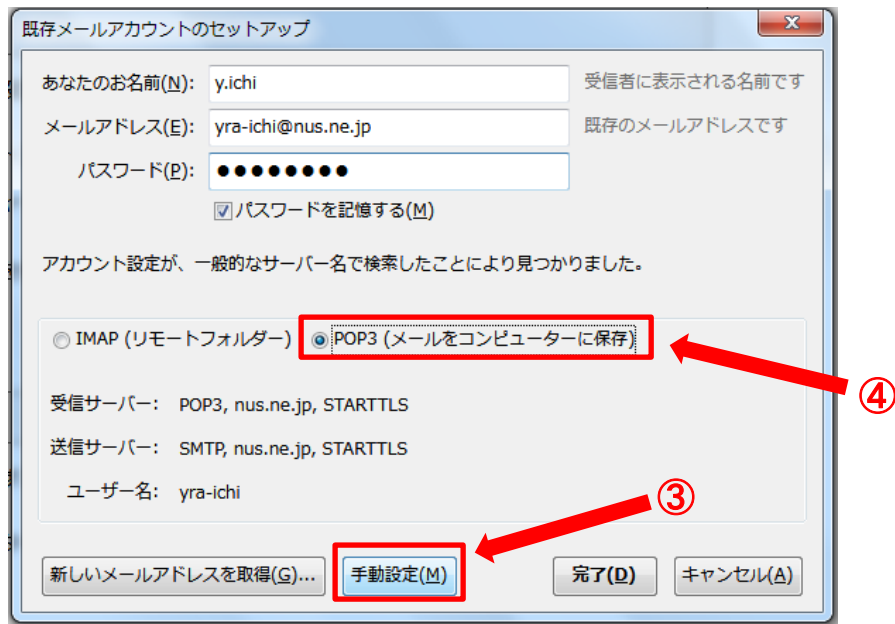 既存メールアカウントのセットアップ
あなたのお名前(N): y.ichi 受信者に表示される名前です
メールアドレス(E): yra-ichi@nus.ne.jp 既存のメールアドレスです
パスワード(P): ●●●●●●●●
パスワードを記憶する(M)
アカウント設定が、一般的なサーバー名で検索したことにより見つかりました。
IMAP (リモートフォルダー) POP3 (メールをコンピューターに保存)
④
受信サーバー: POP3, nus.ne.jp, STARTTLS
送信サーバー: SMTP, nus.ne.jp, STARTTLS
ユーザー名: yra-ichi
③
新しいメールアドレスを取得(G)... 手動設定(M) 完了(D) キャンセル(A)